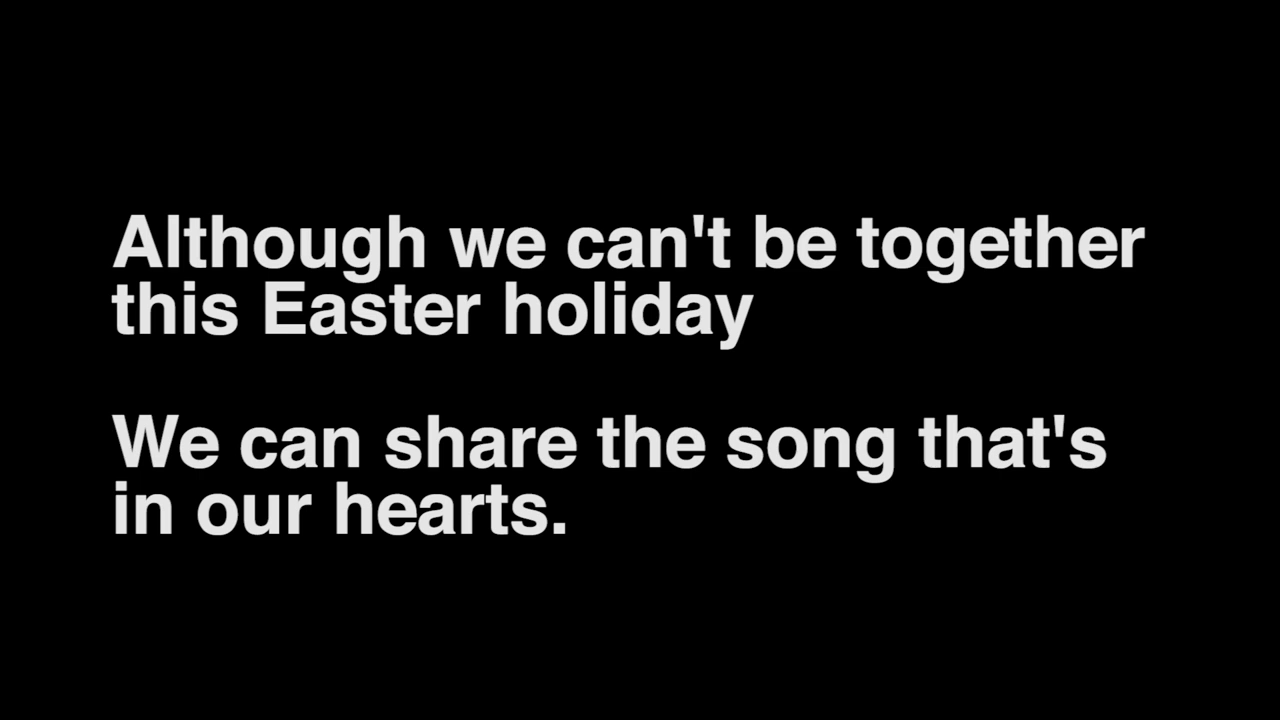 Although we can't be together
this Easter holiday
We can share the song that's
in our hearts.